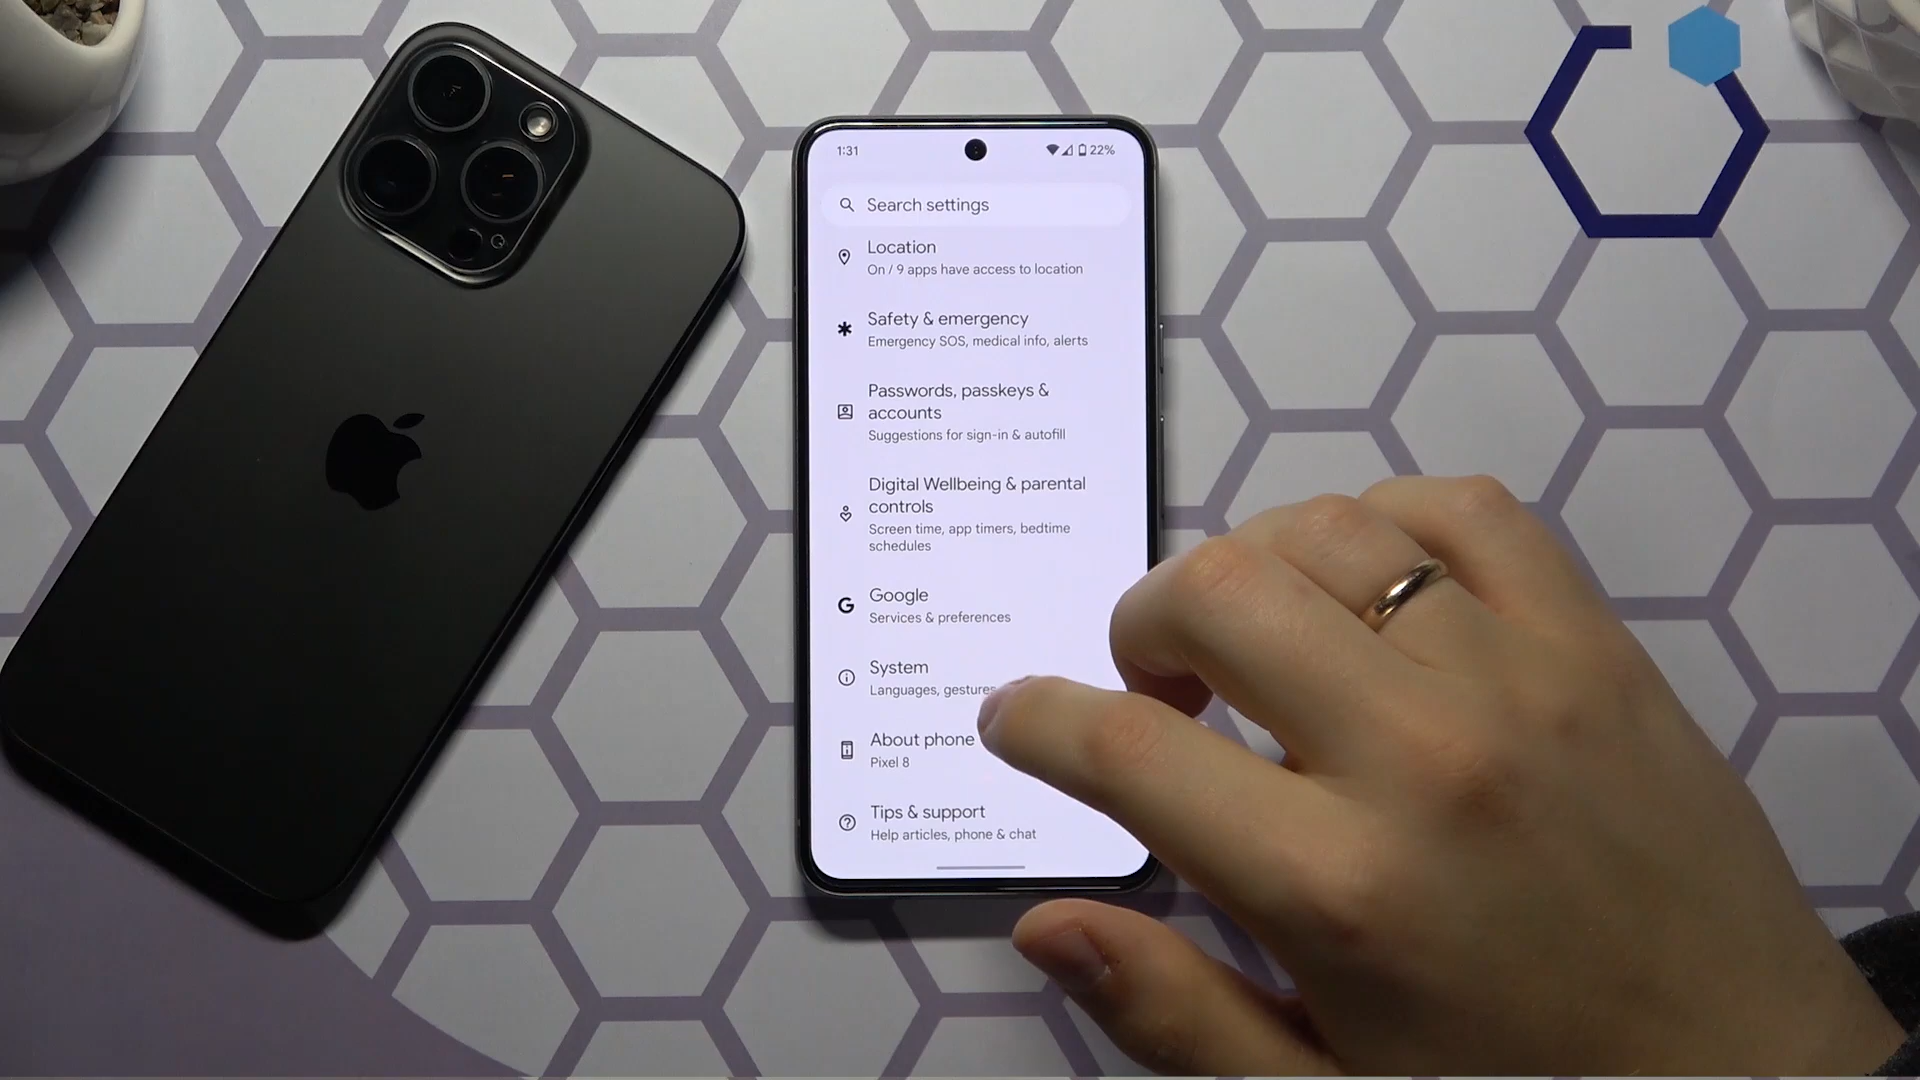 1:31
22%
Search settings
Location
On / 9 apps have access to location
Safety & emergency
Emergency SOS, medical info, alerts
Passwords, passkeys &
accounts
Suggestions for sign-in & autofill
Digital Wellbeing & parental
controls
Screen time, app timers, bedtime
schedules
Google
Services & preferences
System
Languages, gestures
About phone
Pixel 8
Tips & support
Help articles, phone & chat